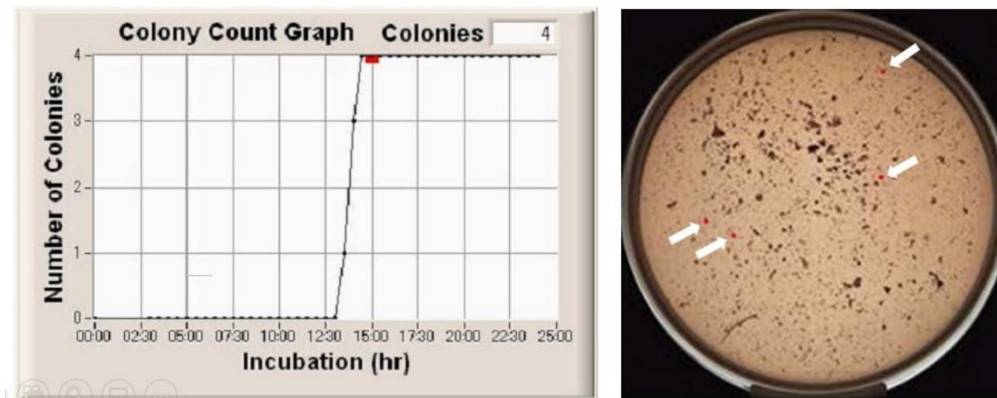 Colony Count Graph Colonies 4
Number of Colonies
4
3
2
1
0
00:00 02:30 05:00 07:30 10:00 12:30 15:00 17:30 20:00 22:30 25:00
Incubation (hr)